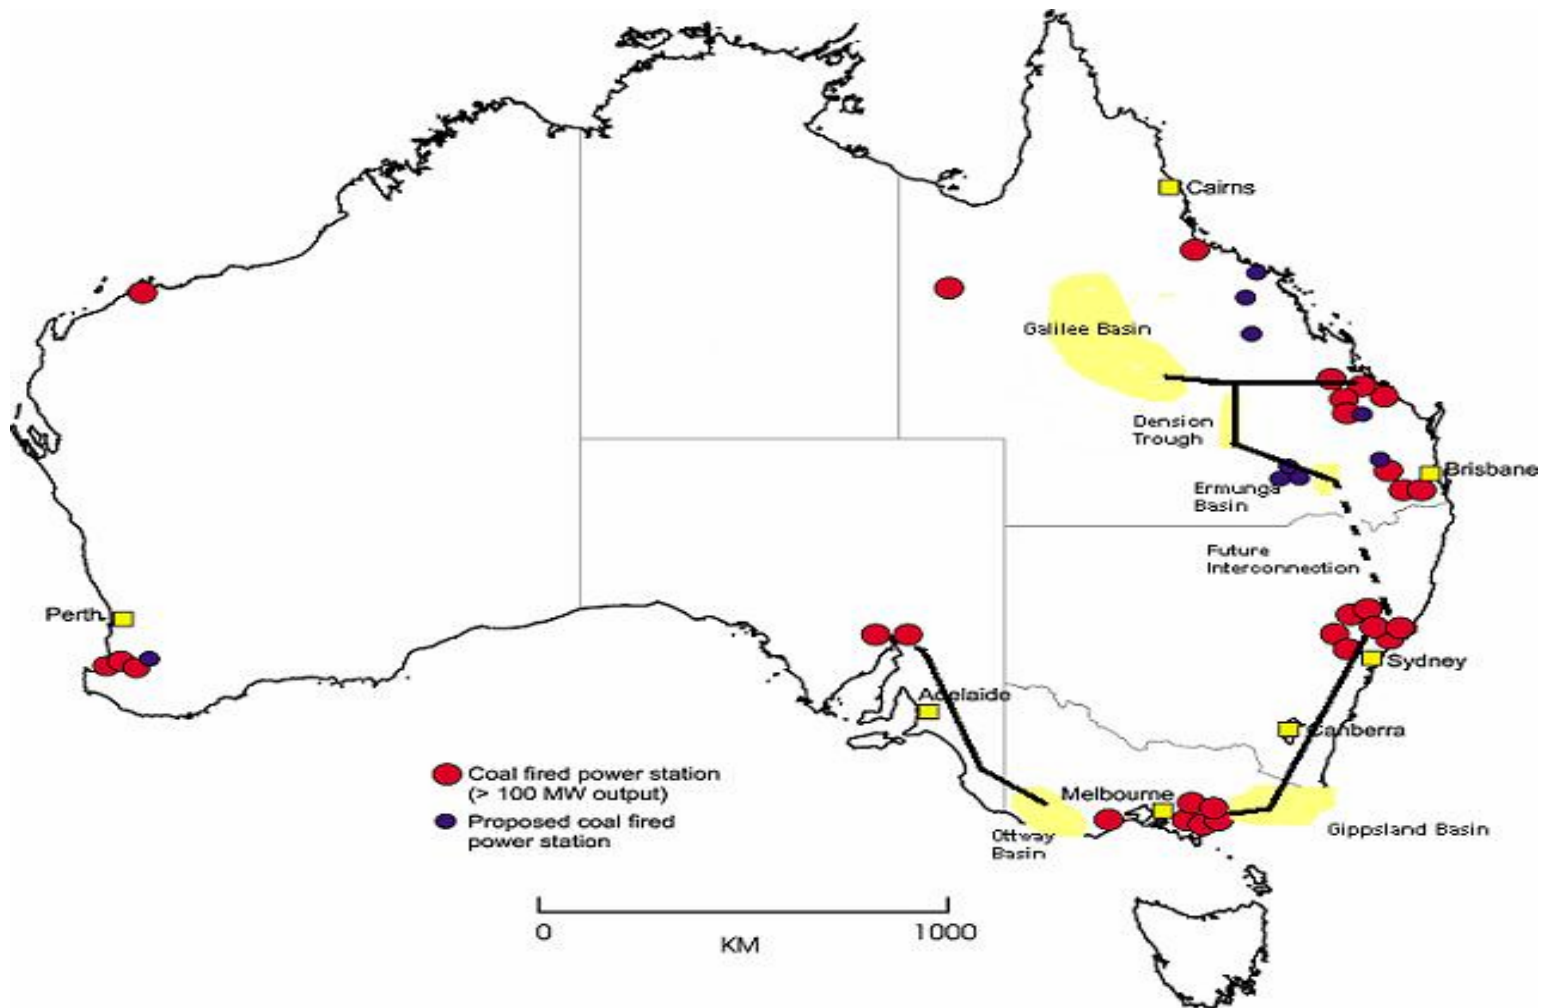 Cairns
Galilee Basin
Dension
Trough
Brisbane
Ermunga
Basin
Future
Interconnection
Perth
Sydney
Adelaide
Canberra
Coal fired power station
(> 100 MW output)
Proposed coal fired
power station
Melbourne
Gippsland Basin
Ottway
Basin
0
1000
KM